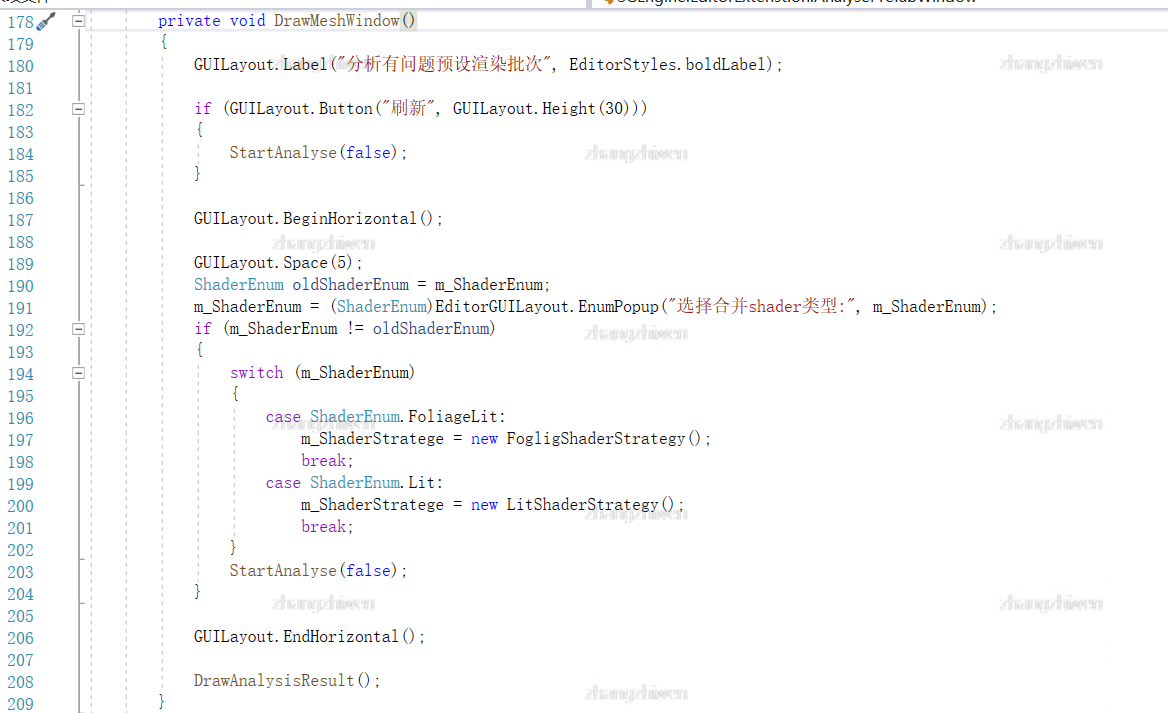 178 private void DrawMeshWindow()
179 {
180 GUILayout.Label("分析有问题预设渲染批次", EditorStyles.boldLabel);
181
182 if (GUILayout.Button("刷新", GUILayout.Height(30)))
183 {
184 StartAnalyse(false);
185 }
186
187 GUILayout.BeginHorizontal();
188
189 GUILayout.Space(5);
190 ShaderEnum oldShaderEnum = m_ShaderEnum;
191 m_ShaderEnum = (ShaderEnum)EditorGUILayout.EnumPopup("选择合并shader类型:", m_ShaderEnum);
192 if (m_ShaderEnum != oldShaderEnum)
193 {
194 switch (m_ShaderEnum)
195 {
196 case ShaderEnum.FoliageLit:
197 m_ShaderStratege = new FogligShaderStrategy();
198 break;
199 case ShaderEnum.Lit:
200 m_ShaderStratege = new LitShaderStrategy();
201 break;
202 }
203 StartAnalyse(false);
204 }
205
206 GUILayout.EndHorizontal();
207
208 DrawAnalysisResult();
209 }